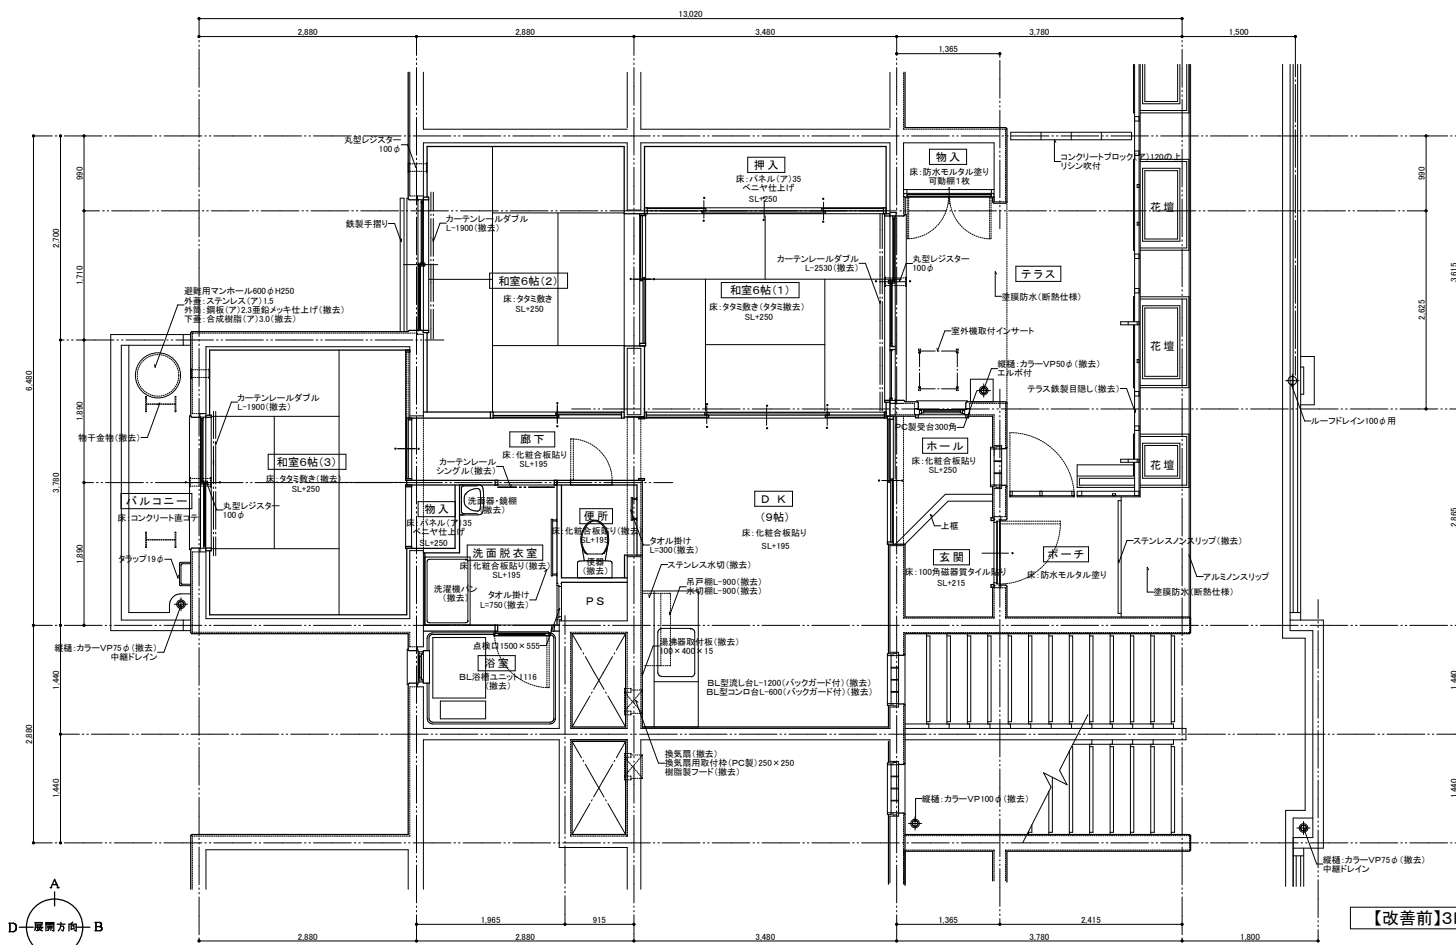 13,020
2,880
2,880
3,480
3,780
1,500
1,365
丸型レジスター
100φ
押入
床:パネル(ア)35
ベニヤ仕上げ
SL+250
物入
床:防水モルタル塗り
可動棚1枚
コンクリートブロック(ア)120の上
リシン吹付
990
2,700
1,710
6,480
1,890
3,780
1,890
1,440
2,880
1,440
990
3,615
2,625
2,865
1,440
1,440
鉄製手摺り
カーテンレールダブル
L-1900(撤去)
花壇
和室6帖(2)
床:タタミ敷き
SL+250
カーテンレールダブル
L-2530(撤去)
丸型レジスター
100φ
和室6帖(1)
床:タタミ敷き(タタミ撤去)
SL+250
テラス
塗膜防水(断熱仕様)
避難用マンホール600φH250
外蓋:ステンレス(ア)1.5
外筒:鋼板(ア)2.3亜鉛メッキ仕上げ(撤去)
下蓋:合成樹脂(ア)3.0(撤去)
室外機取付インサート
花壇
縦樋:カラーVP50φ(撤去)
エルボ付
カーテンレールダブル
L-1900(撤去)
テラス鉄製目隠し(撤去)
物干金物(撤去)
PC製受台300角
ルーフドレイン100φ用
廊下
床:化粧合板貼り
SL+195
ホール
床:化粧合板貼り
SL+250
カーテンレール
シングル(撤去)
和室6帖(3)
床:タタミ敷き(撤去)
SL+250
花壇
バルコニー
床:コンクリート直コテ
丸型レジスター
100φ
物入
床:パネル(ア)35
ベニヤ仕上げ
SL+250
洗面器・鏡棚
(撤去)
便所
床:化粧合板貼り(撤去)
SL+195
便器
(撤去)
DK
(9帖)
床:化粧合板貼り
SL+195
上框
タオル掛け
L=300(撤去)
ステンレスノンスリップ(撤去)
洗面脱衣室
床:化粧合板貼り(撤去)
SL+195
玄関
床:100角磁器質タイル貼り
SL+215
ポーチ
床:防水モルタル塗り
アルミノンスリップ
塗膜防水(断熱仕様)
タラップ19φ
ステンレス水切(撤去)
吊戸棚L-900(撤去)
水切棚L-900(撤去)
洗濯機パン
(撤去)
タオル掛け
L=750(撤去)
PS
縦樋:カラーVP75φ(撤去)
中継ドレイン
点検口1500×555
湯沸器取付板(撤去)
100×400×15
浴室
BL浴槽ユニット1116
(撤去)
BL型流し台L-1200(バックガード付)(撤去)
BL型コンロ台L-600(バックガード付)(撤去)
換気扇(撤去)
換気扇用取付枠(PC製)250×250
樹脂製フード(撤去)
縦樋:カラーVP100φ(撤去)
縦樋:カラーVP75φ(撤去)
中継ドレイン
A
D
展開方向
B
1,965
915
1,365
2,415
2,880
2,880
3,480
3,780
1,800
【改善前】3